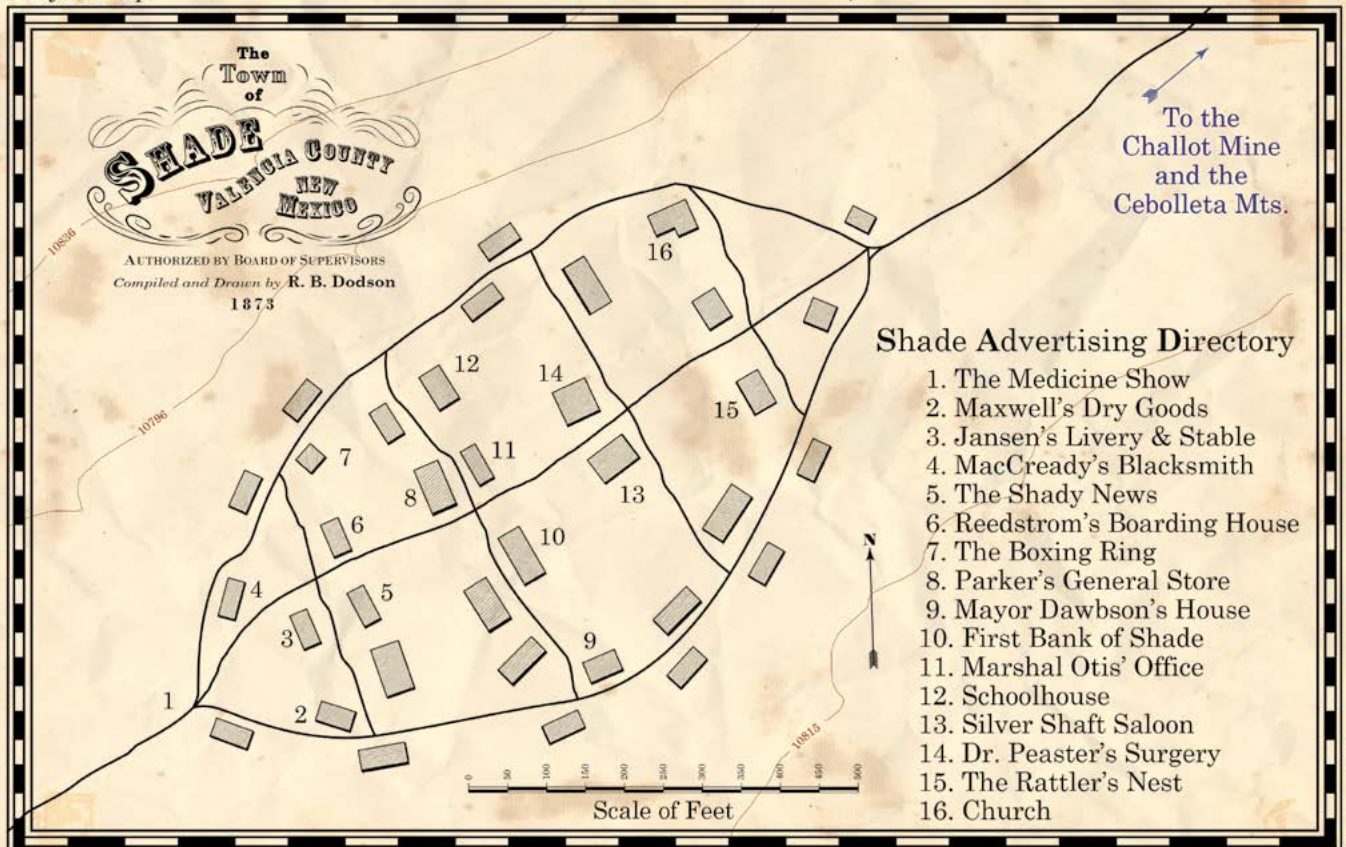 The
Town
of
SHADE
VALENCIA COUNTY
NEW
MEXICO
AUTHORIZED BY BOARD OF SUPERVISORS
Compiled and Drawn by R. B. Dodson
1873
To the
Challot Mine
and the
Cebolleta Mts.
10836
10796
10815
16
12
14
15
7
11
8
13
6
10
4
5
3
9
1
2
N
Shade Advertising Directory
1. The Medicine Show
2. Maxwell's Dry Goods
3. Jansen's Livery & Stable
4. MacCready's Blacksmith
5. The Shady News
6. Reedstrom's Boarding House
7. The Boxing Ring
8. Parker's General Store
9. Mayor Dawbson's House
10. First Bank of Shade
11. Marshal Otis' Office
12. Schoolhouse
13. Silver Shaft Saloon
14. Dr. Peaster's Surgery
15. The Rattler's Nest
16. Church
0 50 100 150 200 250 300 350 400 450 500
Scale of Feet